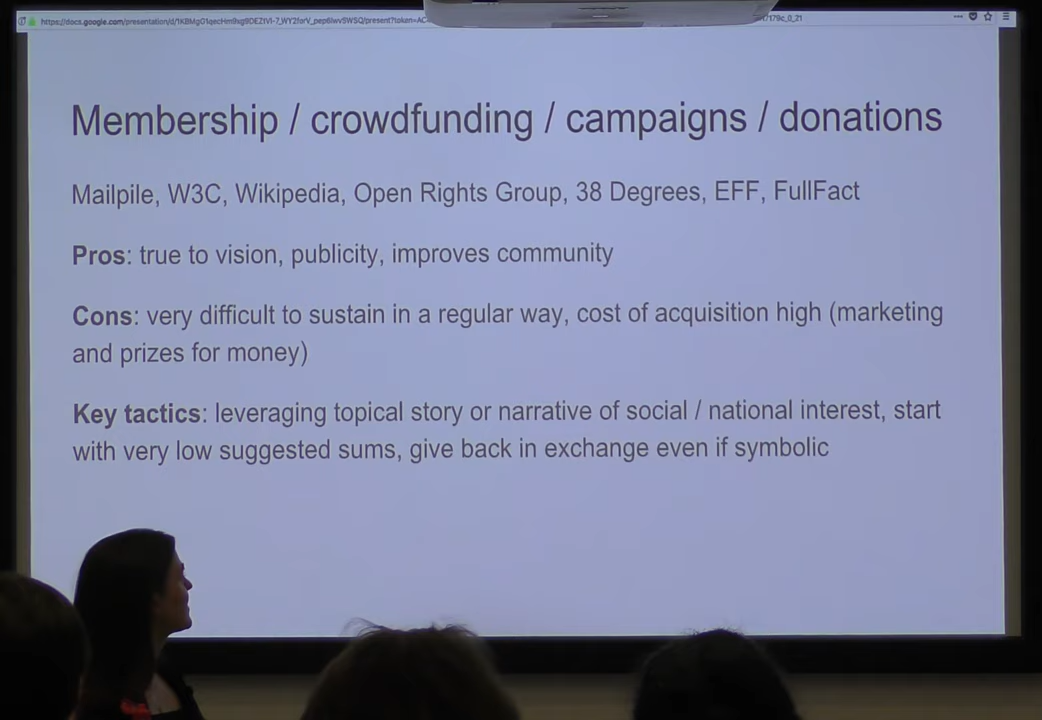 Membership / crowdfunding / campaigns / donations
Mailpile, W3C, Wikipedia, Open Rights Group, 38 Degrees, EFF, FullFact
Pros: true to vision, publicity, improves community
Cons: very difficult to sustain in a regular way, cost of acquisition high (marketing
and prizes for money)
Key tactics: leveraging topical story or narrative of social / national interest, start
with very low suggested sums, give back in exchange even if symbolic